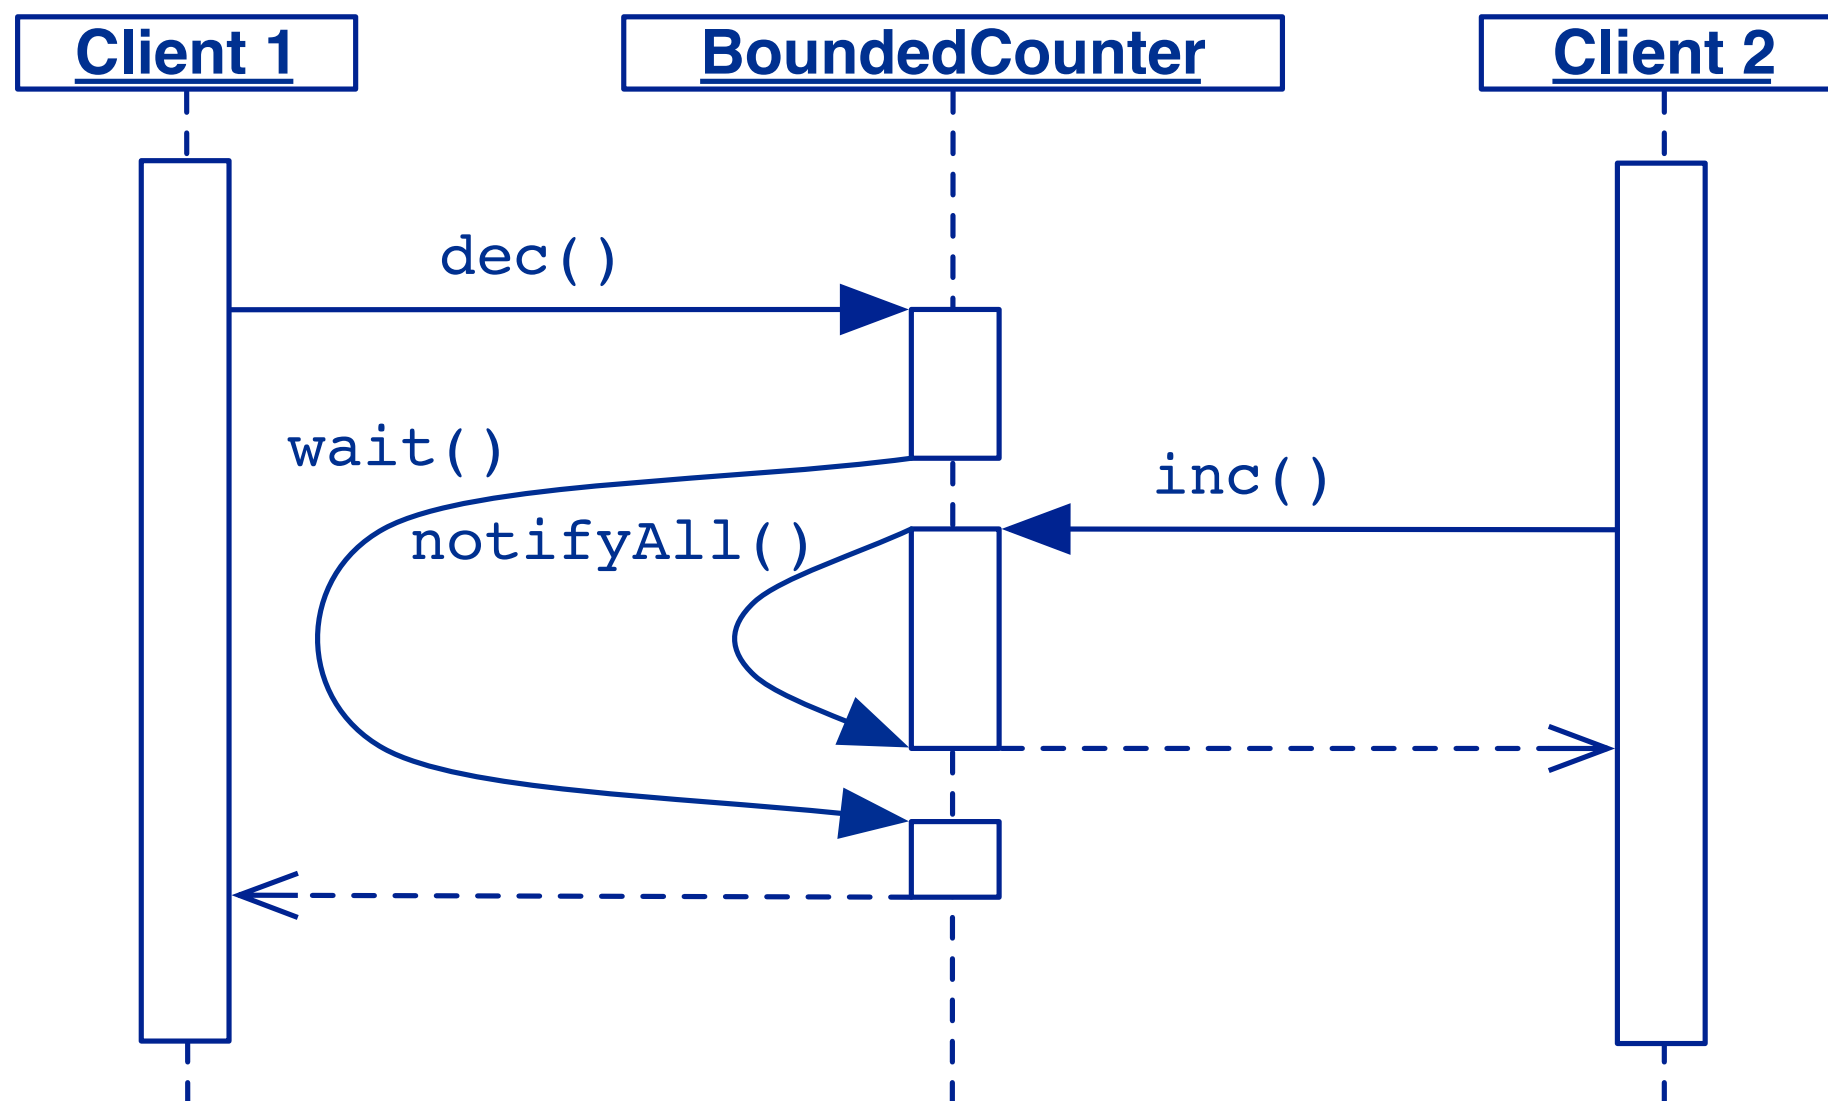 Client 1
BoundedCounter
Client 2
dec()
wait()
inc()
notifyAll()